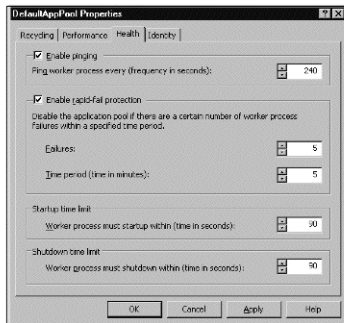 DefaultAppPool Properties
Recycling Performance Health Identity
Enable pinging
Ping worker process every (frequency in seconds): 240
Enable rapid-fail protection
Disable the application pool if there are a certain number of worker process
failures within a specified time period.
Failures: 5
Time period (time in minutes): 5
Startup time limit
Worker process must startup within (time in seconds): 90
Shutdown time limit
Worker process must shutdown within (time in seconds): 90
OK Cancel Apply Help